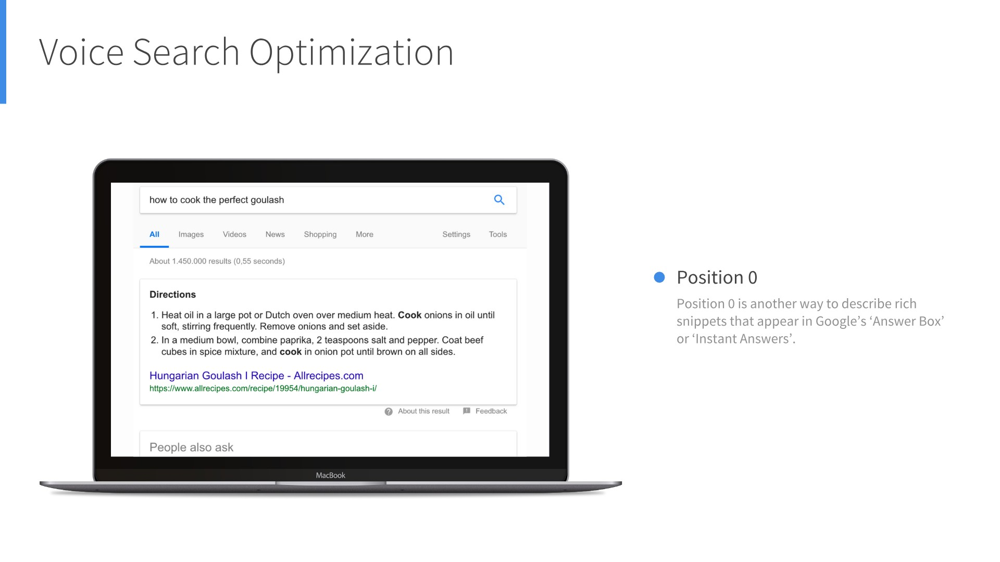 Voice Search Optimization
how to cook the perfect goulash
All Images Videos News Shopping More Settings Tools
About 1.450.000 results (0,55 seconds)
Directions
1. Heat oil in a large pot or Dutch oven over medium heat. Cook onions in oil until
soft, stirring frequently. Remove onions and set aside.
2. In a medium bowl, combine paprika, 2 teaspoons salt and pepper. Coat beef
cubes in spice mixture, and cook in onion pot until brown on all sides.
Hungarian Goulash I Recipe - Allrecipes.com
https://www.allrecipes.com/recipe/19954/hungarian-goulash-i/
About this result Feedback
People also ask
MacBook
Position 0
Position 0 is another way to describe rich
snippets that appear in Google’s ‘Answer Box’
or ‘Instant Answers’.